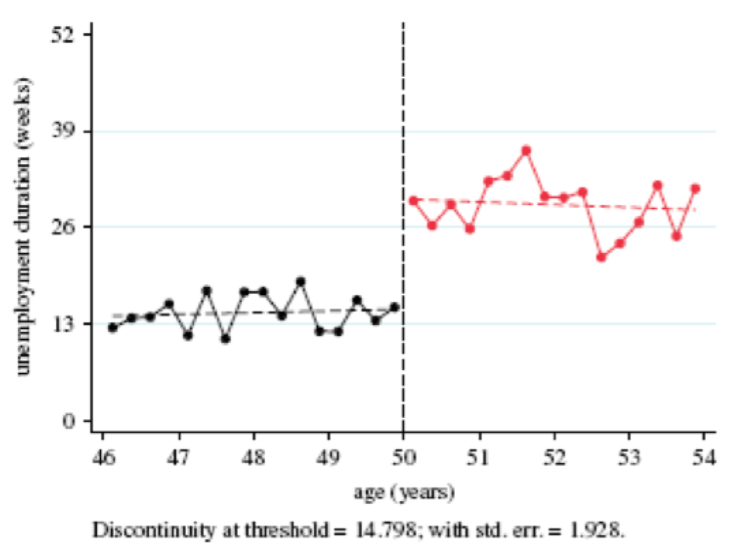 52
39
26
13
0
unemployment duration (weeks)
46 47 48 49 50 51 52 53 54
age (years)
Discontinuity at threshold = 14.798; with std. err. = 1.928.